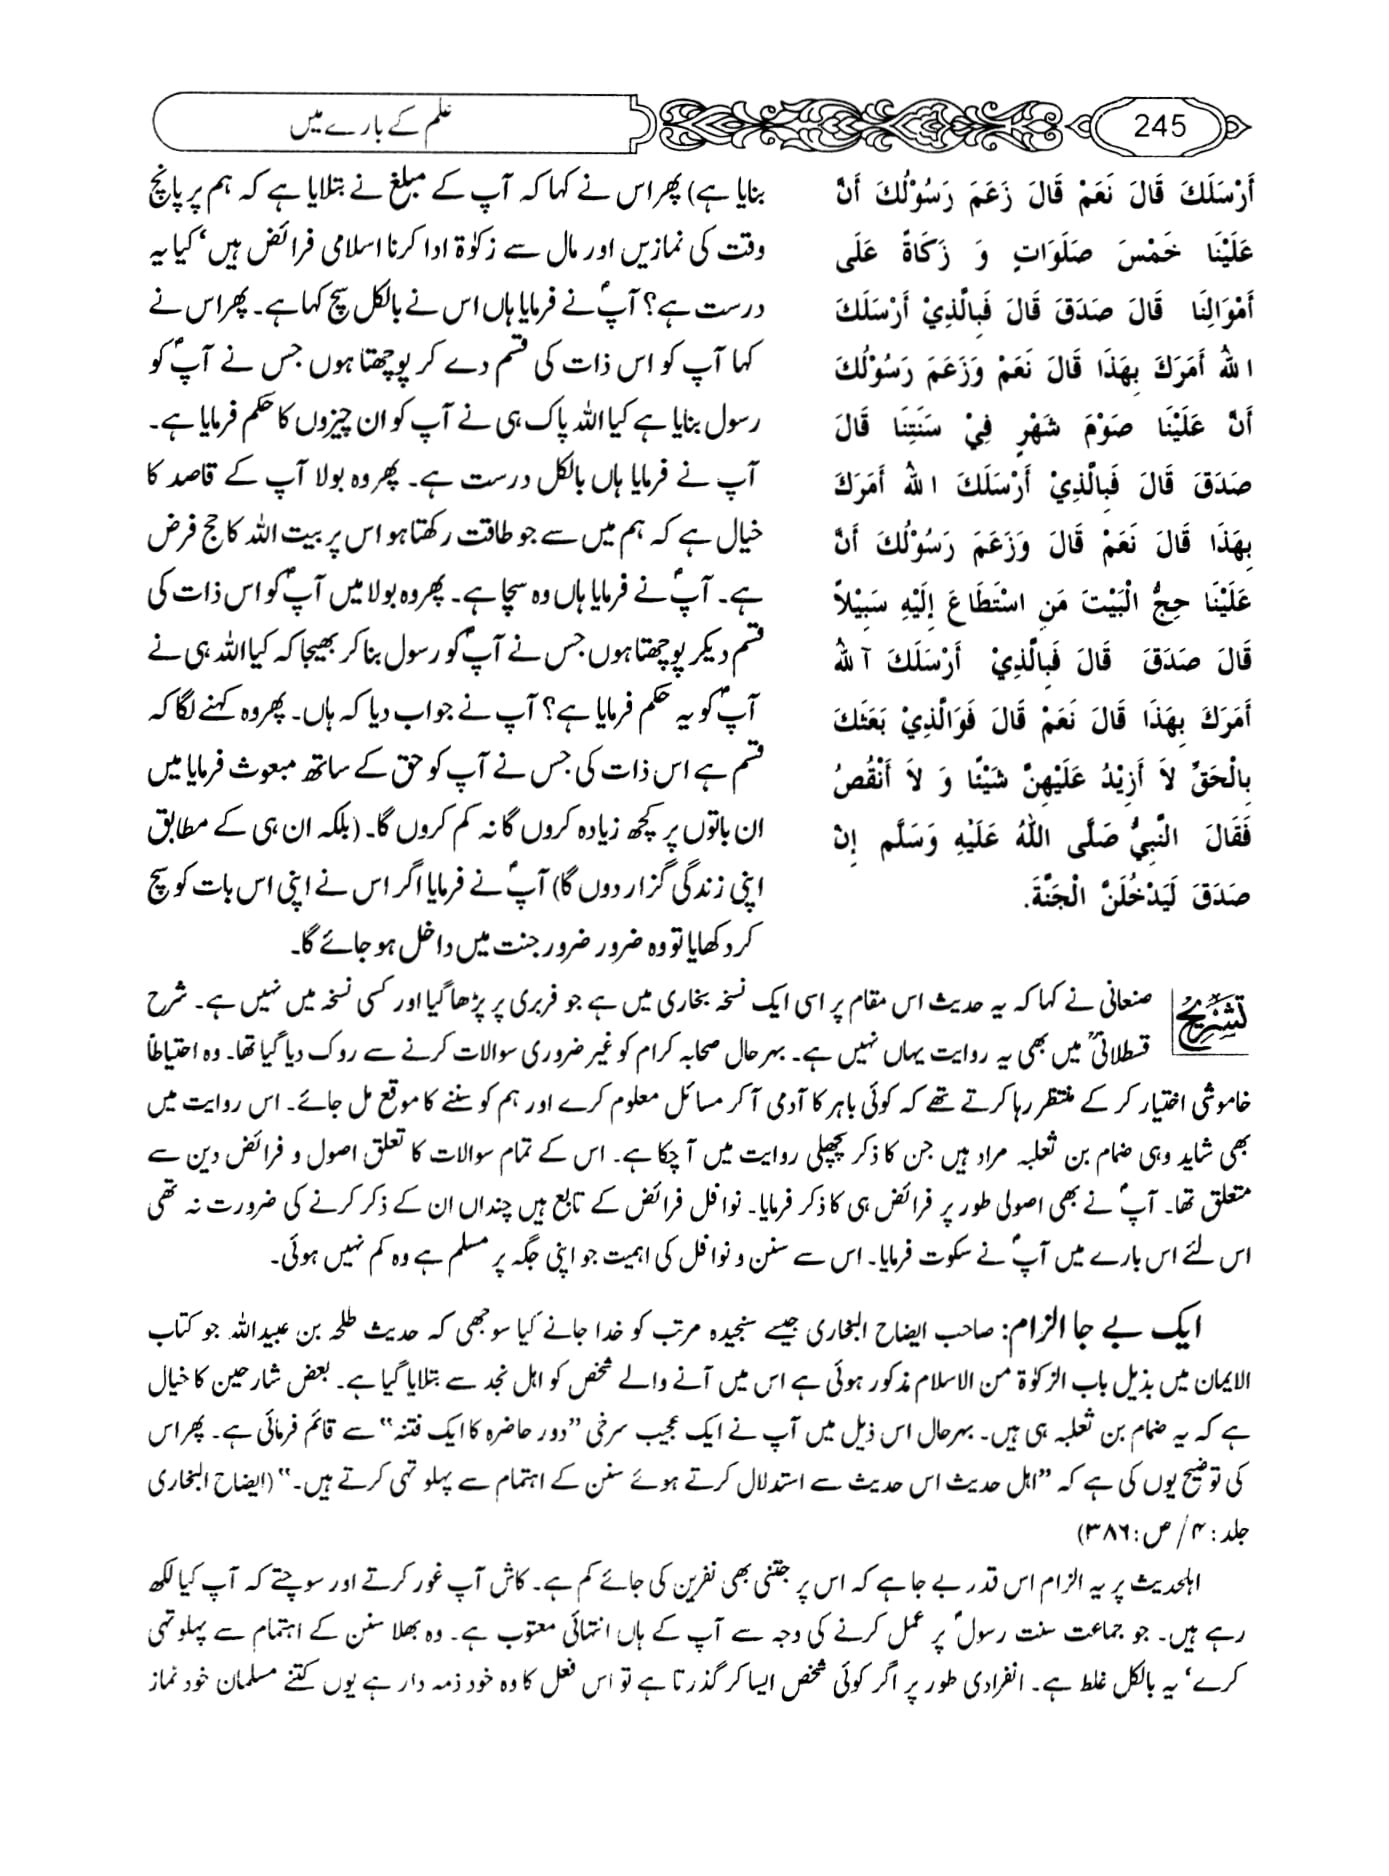 245
علم کے بارے میں
أَرْسَلَكَ قَالَ نَعَمْ قَالَ زَعَمَ رَسُوْلُكَ أَنَّ
عَلَيْنَا خَمْسَ صَلَوَاتٍ وَ زَكَاةً عَلَى
أَمْوَالِنَا قَالَ صَدَقَ قَالَ فَبِالَّذِيْ أَرْسَلَكَ
اللهُ أَمَرَكَ بِهَذَا قَالَ نَعَمْ وَزَعَمَ رَسُوْلُكَ
أَنَّ عَلَيْنَا صَوْمَ شَهْرٍ فِيْ سَنَتِنَا قَالَ
صَدَقَ قَالَ فَبِالَّذِيْ أَرْسَلَكَ اللهُ أَمَرَكَ
بِهَذَا قَالَ نَعَمْ قَالَ وَزَعَمَ رَسُوْلُكَ أَنَّ
عَلَيْنَا حِجُّ الْبَيْتَ مَنِ اسْتَطَاعَ إِلَيْهِ سَبِيْلاً
قَالَ صَدَقَ قَالَ فَبِالَّذِيْ أَرْسَلَكَ آللهُ
أَمَرَكَ بِهَذَا قَالَ نَعَمْ قَالَ فَوَالَّذِيْ بَعَثَكَ
بِالْحَقِّ لاَ أَزِيْدُ عَلَيْهِنَّ شَيْئًا وَ لاَ أَنْقُصُ
فَقَالَ النَّبِيُّ صَلَّى اللهُ عَلَيْهِ وَسَلَّم إِنْ
صَدَقَ لَيَدْخُلَنَّ الْجَنَّةَ.
بنایا ہے) پھر اس نے کہا کہ آپ کے مبلغ نے بتلایا ہے کہ ہم پر پانچ
وقت کی نمازیں اور مال سے زکوٰۃ ادا کرنا اسلامی فرائض ہیں‘ کیا یہ
درست ہے؟ آپؐ نے فرمایا ہاں اس نے بالکل سچ کہا ہے۔ پھر اس نے
کہا آپ کو اس ذات کی قسم دے کر پوچھتا ہوں جس نے آپؐ کو
رسول بنایا ہے کیا اللہ پاک ہی نے آپ کو ان چیزوں کا حکم فرمایا ہے۔
آپ نے فرمایا ہاں بالکل درست ہے۔ پھر وہ بولا آپ کے قاصد کا
خیال ہے کہ ہم میں سے جو طاقت رکھتا ہو اس پر بیت اللہ کا حج فرض
ہے۔ آپؐ نے فرمایا ہاں وہ سچا ہے۔ پھر وہ بولا میں آپؐ کو اس ذات کی
قسم دیکر پوچھتا ہوں جس نے آپؐ کو رسول بنا کر بھیجا کہ کیا اللہ ہی نے
آپؐ کو یہ حکم فرمایا ہے؟ آپ نے جواب دیا کہ ہاں۔ پھر وہ کہنے لگا کہ
قسم ہے اس ذات کی جس نے آپ کو حق کے ساتھ مبعوث فرمایا میں
ان باتوں پر کچھ زیادہ کروں گا نہ کم کروں گا۔ (بلکہ ان ہی کے مطابق
اپنی زندگی گزار دوں گا) آپؐ نے فرمایا اگر اس نے اپنی اس بات کو سچ
کر دکھایا تو وہ ضرور ضرور جنت میں داخل ہو جائے گا۔
تشریح
صنعانی نے کہا کہ یہ حدیث اس مقام پر اسی ایک نسخہ بخاری میں ہے جو فربری پر پڑھا گیا اور کسی نسخہ میں نہیں ہے۔ شرح
قسطلانیؒ میں بھی یہ روایت یہاں نہیں ہے۔ بہر حال صحابہ کرام کو غیر ضروری سوالات کرنے سے روک دیا گیا تھا۔ وہ احتیاطاً
خاموشی اختیار کر کے منتظر رہا کرتے تھے کہ کوئی باہر کا آدمی آ کر مسائل معلوم کرے اور ہم کو سننے کا موقع مل جائے۔ اس روایت میں
بھی شاید وہی ضمام بن ثعلبہ مراد ہیں جن کا ذکر پچھلی روایت میں آ چکا ہے۔ اس کے تمام سوالات کا تعلق اصول و فرائض دین سے
متعلق تھا۔ آپؐ نے بھی اصولی طور پر فرائض ہی کا ذکر فرمایا۔ نوافل فرائض کے تابع ہیں چنداں ان کے ذکر کرنے کی ضرورت نہ تھی
اس لئے اس بارے میں آپؐ نے سکوت فرمایا۔ اس سے سنن و نوافل کی اہمیت جو اپنی جگہ پر مسلم ہے وہ کم نہیں ہوئی۔
ایک بے جا الزام: صاحب ایضاح البخاری جیسے سنجیدہ مرتب کو خدا جانے کیا سوجھی کہ حدیث طلحہ بن عبیداللہ جو کتاب
الایمان میں بذیل باب الزکوٰۃ من الاسلام مذکور ہوئی ہے اس میں آنے والے شخص کو اہل نجد سے بتلایا گیا ہے۔ بعض شارحین کا خیال
ہے کہ یہ ضمام بن ثعلبہ ہی ہیں۔ بہرحال اس ذیل میں آپ نے ایک عجیب سرخی ”دور حاضرہ کا ایک فتنہ“ سے قائم فرمائی ہے۔ پھر اس
کی توضیح یوں کی ہے کہ ”اہل حدیث اس حدیث سے استدلال کرتے ہوئے سنن کے اہتمام سے پہلو تہی کرتے ہیں۔“ (ایضاح البخاری
جلد: ۴/ ص: ۳۸۶)
اہلحدیث پر یہ الزام اس قدر بے جا ہے کہ اس پر جتنی بھی نفرین کی جائے کم ہے۔ کاش آپ غور کرتے اور سوچتے کہ آپ کیا لکھ
رہے ہیں۔ جو جماعت سنت رسولؐ پر عمل کرنے کی وجہ سے آپ کے ہاں انتہائی معتوب ہے۔ وہ بھلا سنن کے اہتمام سے پہلو تہی
کرے‘ یہ بالکل غلط ہے۔ انفرادی طور پر اگر کوئی شخص ایسا کر گذرتا ہے تو اس فعل کا وہ خود ذمہ دار ہے یوں کتنے مسلمان خود نماز